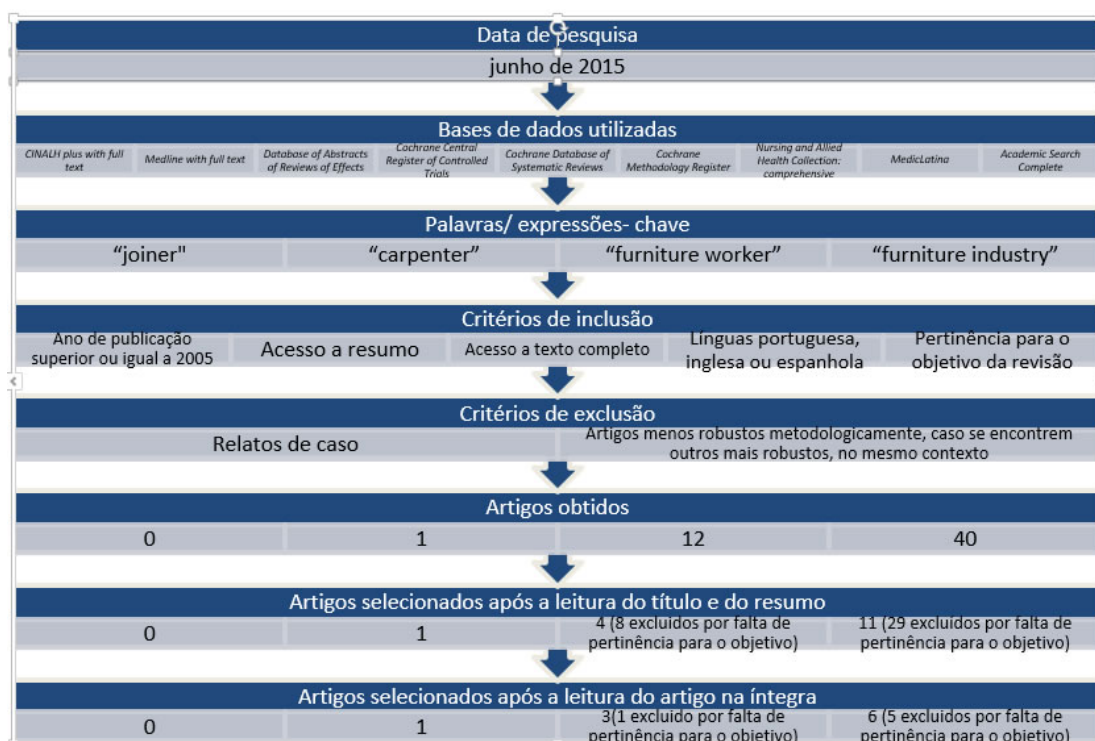 Data de pesquisa
junho de 2015
Bases de dados utilizadas
CINALH plus with full
text
Medline with full text
Database of Abstracts
of Reviews of Effects
Cochrane Central
Register of Controlled
Trials
Cochrane Database of
Systematic Reviews
Cochrane
Methodology Register
Nursing and Allied
Health Collection:
comprehensive
MedicLatina
Academic Search
Complete
Palavras/ expressões- chave
“joiner"
“carpenter”
“furniture worker”
“furniture industry”
Critérios de inclusão
Ano de publicação
superior ou igual a 2005
Acesso a resumo
Acesso a texto completo
Línguas portuguesa,
inglesa ou espanhola
Pertinência para o
objetivo da revisão
Critérios de exclusão
Relatos de caso
Artigos menos robustos metodologicamente, caso se encontrem
outros mais robustos, no mesmo contexto
Artigos obtidos
0
1
12
40
Artigos selecionados após a leitura do título e do resumo
0
1
4 (8 excluidos por falta de
pertinência para o objetivo)
11 (29 excluidos por falta de
pertinência para o objetivo)
Artigos selecionados após a leitura do artigo na íntegra
0
1
3(1 excluido por falta de
pertinência para o objetivo)
6 (5 excluidos por falta de
pertinência para o objetivo)